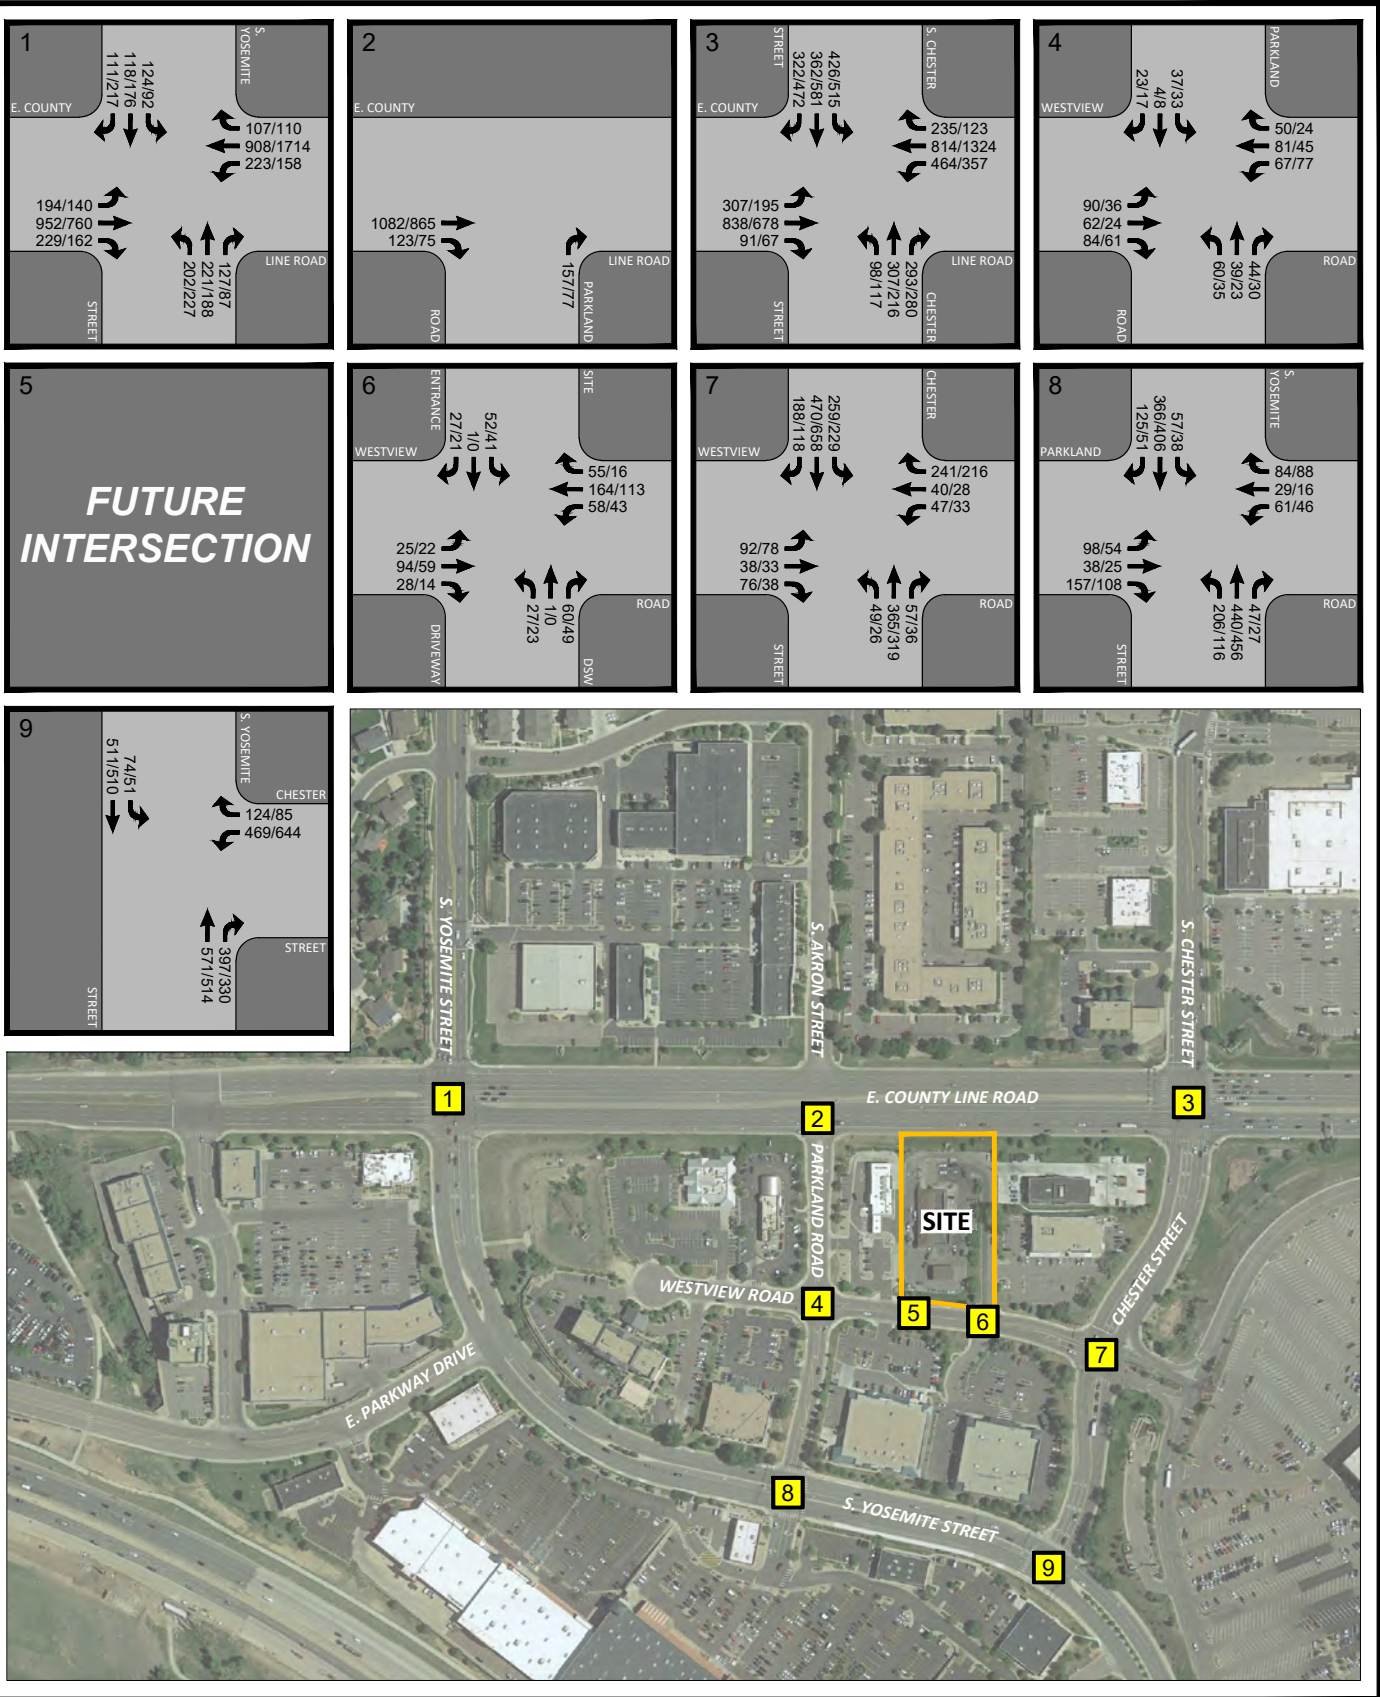 1
S.
YOSEMITE
E. COUNTY
111/217
118/176
124/92
107/110
908/1714
223/158
194/140
952/760
229/162
202/227
221/188
127/87
LINE ROAD
STREET
2
E. COUNTY
1082/865
123/75
157/77
LINE ROAD
ROAD
PARKLAND
3
STREET
S. CHESTER
E. COUNTY
322/472
362/581
426/515
235/123
814/1324
464/357
307/195
838/678
91/67
98/117
307/216
293/280
LINE ROAD
STREET
CHESTER
4
PARKLAND
WESTVIEW
23/17
4/8
37/33
50/24
81/45
67/77
90/36
62/24
84/61
60/35
39/23
44/30
ROAD
ROAD
5
FUTURE
INTERSECTION
6
ENTRANCE
SITE
WESTVIEW
27/21
1/0
52/41
55/16
164/113
58/43
25/22
94/59
28/14
27/23
1/0
60/49
ROAD
DRIVEWAY
DSW
7
CHESTER
WESTVIEW
188/118
470/658
259/229
241/216
40/28
47/33
92/78
38/33
76/38
49/26
365/319
57/36
ROAD
STREET
8
S.
YOSEMITE
PARKLAND
125/51
366/406
57/38
84/88
29/16
61/46
98/54
38/25
157/108
206/116
440/456
47/27
ROAD
STREET
9
S. YOSEMITE
CHESTER
511/510
74/51
124/85
469/644
571/514
397/330
STREET
STREET
S. YOSEMITE STREET
S. AKRON STREET
S. CHESTER STREET
1
2
3
E. COUNTY LINE ROAD
PARKLAND ROAD
SITE
WESTVIEW ROAD
4
5
6
7
CHESTER STREET
E. PARKWAY DRIVE
8
S. YOSEMITE STREET
9